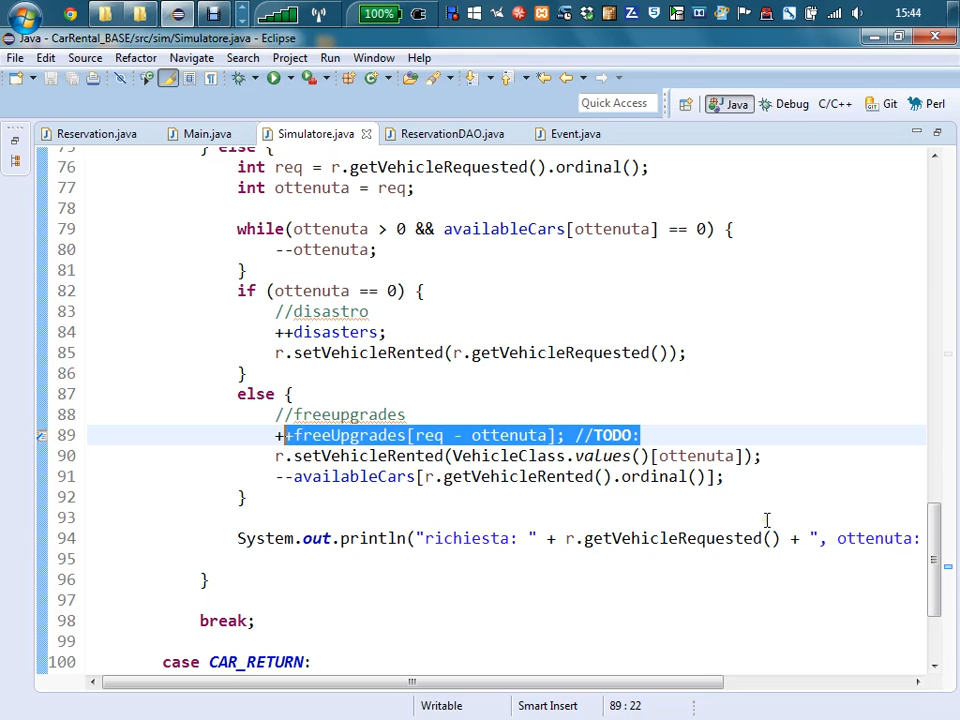 100%
15:44
Java - CarRental_BASE/src/sim/Simulatore.java - Eclipse
File Edit Source Refactor Navigate Search Project Run Window Help
Quick Access Java Debug C/C++ Git Perl
Reservation.java Main.java Simulatore.java ReservationDAO.java Event.java
75 } else {
76 int req = r.getVehicleRequested().ordinal();
77 int ottenuta = req;
78
79 while(ottenuta > 0 && availableCars[ottenuta] == 0) {
80 --ottenuta;
81 }
82 if (ottenuta == 0) {
83 //disastro
84 ++disasters;
85 r.setVehicleRented(r.getVehicleRequested());
86 }
87 else {
88 //freeupgrades
89 ++freeUpgrades[req - ottenuta]; //TODO:
90 r.setVehicleRented(VehicleClass.values()[ottenuta]);
91 --availableCars[r.getVehicleRented().ordinal()];
92 }
93
94 System.out.println("richiesta: " + r.getVehicleRequested() + ", ottenuta:
95
96 }
97
98 break;
99
100 case CAR_RETURN:
Writable Smart Insert 89 : 22